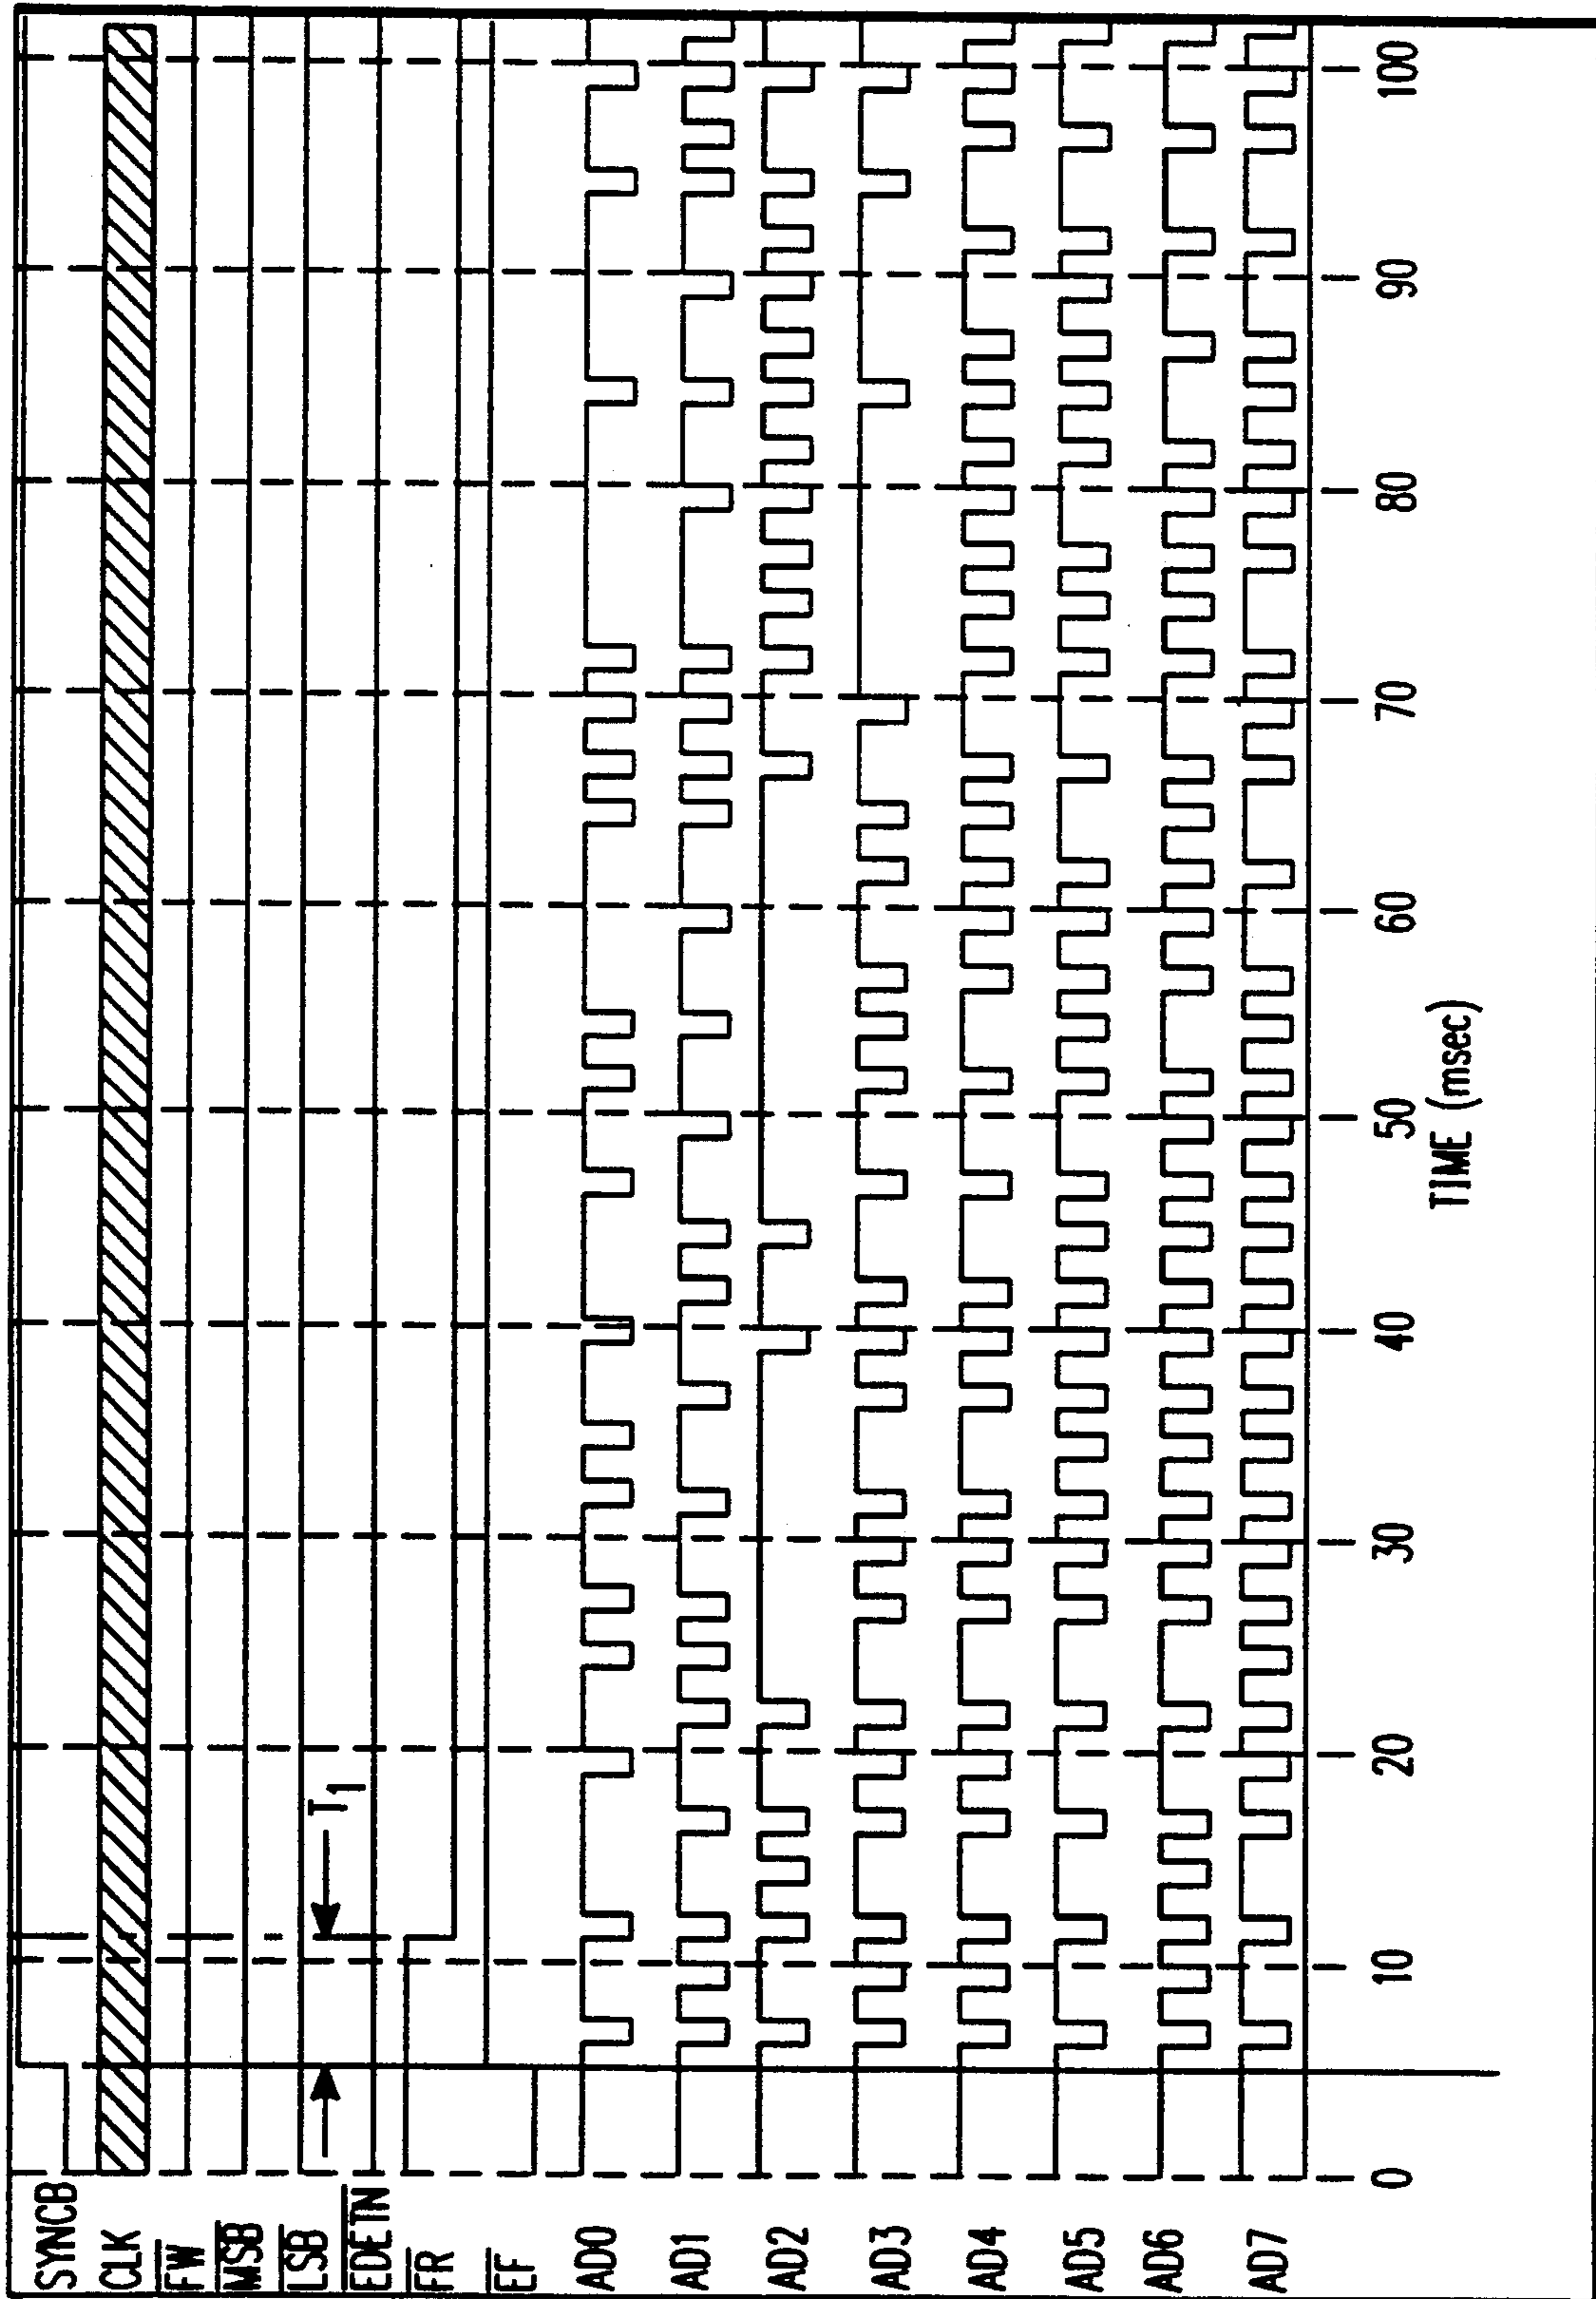 SYNCB
CLK
FW
MSB
LSB
EDETN
FR
EF
AD0
AD1
AD2
AD3
AD4
AD5
AD6
AD7
T1
0 10 20 30 40 50 60 70 80 90 100
TIME (msec)